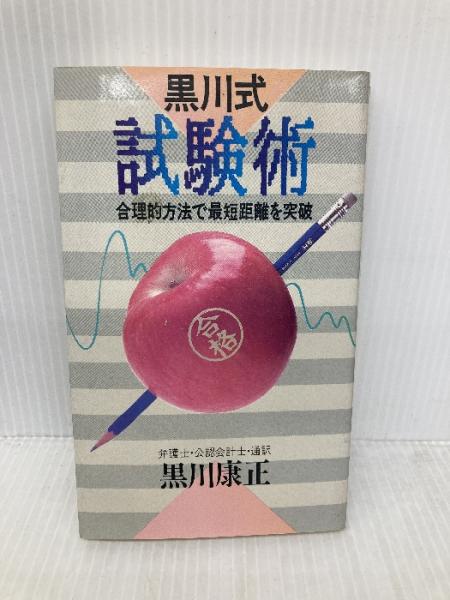 黒川式
試験術
合理的方法で最短距離を突破
合格
弁護士・公認会計士・通訳
黒川康正